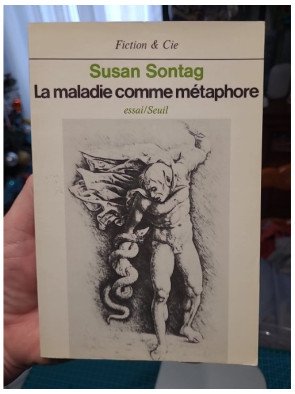 Fiction & Cie
Susan Sontag
La maladie comme métaphore
essai/Seuil